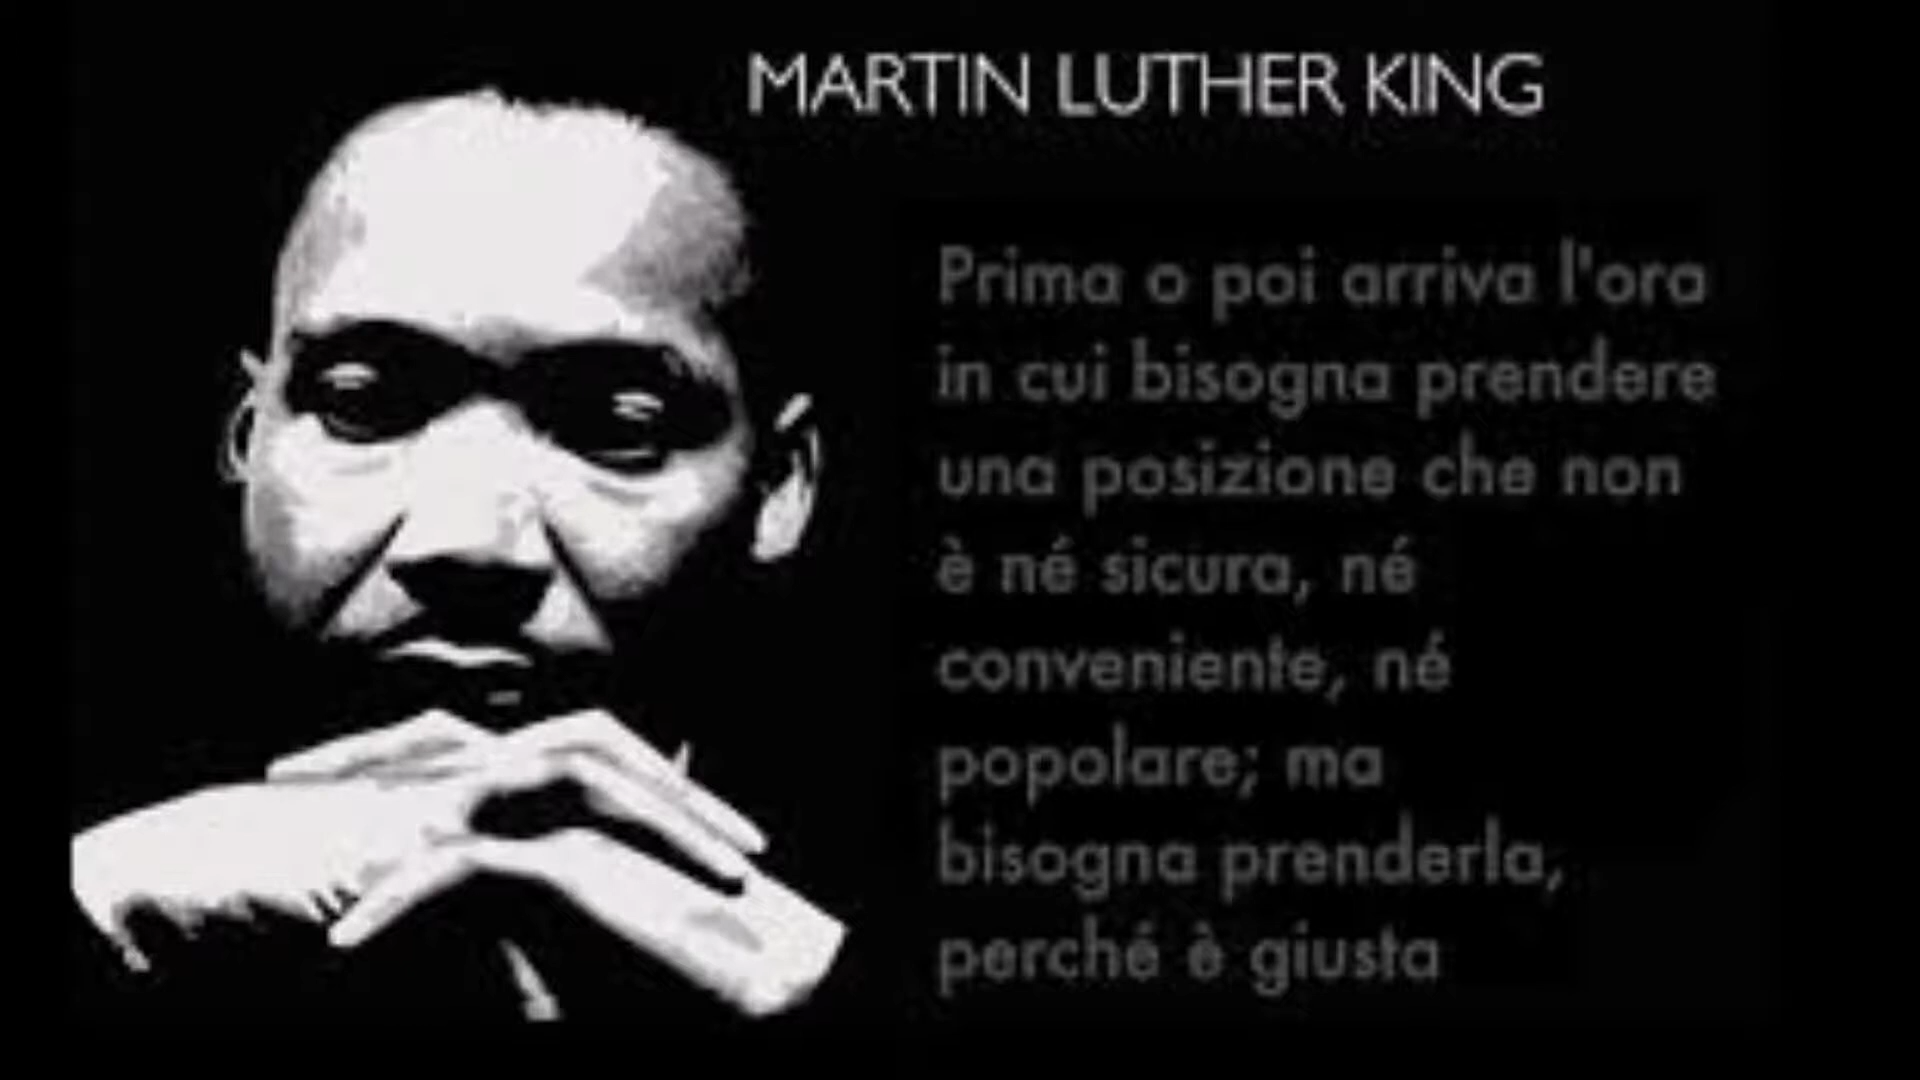 MARTIN LUTHER KING
Prima o poi arriva l'ora
in cui bisogna prendere
una posizione che non
è né sicura, né
conveniente, né
popolare; ma
bisogna prenderla,
perché è giusta